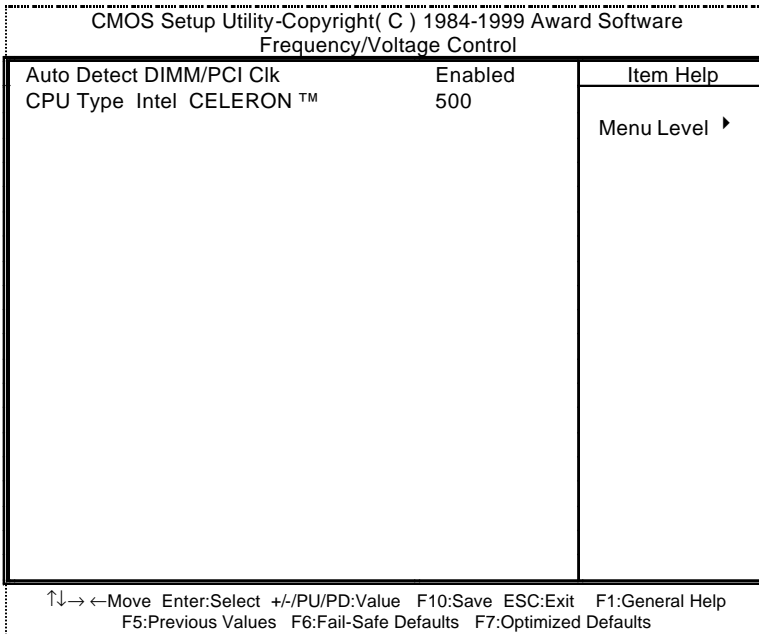 CMOS Setup Utility-Copyright( C ) 1984-1999 Award Software
Frequency/Voltage Control
Auto Detect DIMM/PCI Clk Enabled Item Help
CPU Type Intel CELERON ™ 500
Menu Level ▸
↑↓→ ←Move Enter:Select +/-/PU/PD:Value F10:Save ESC:Exit F1:General Help
F5:Previous Values F6:Fail-Safe Defaults F7:Optimized Defaults